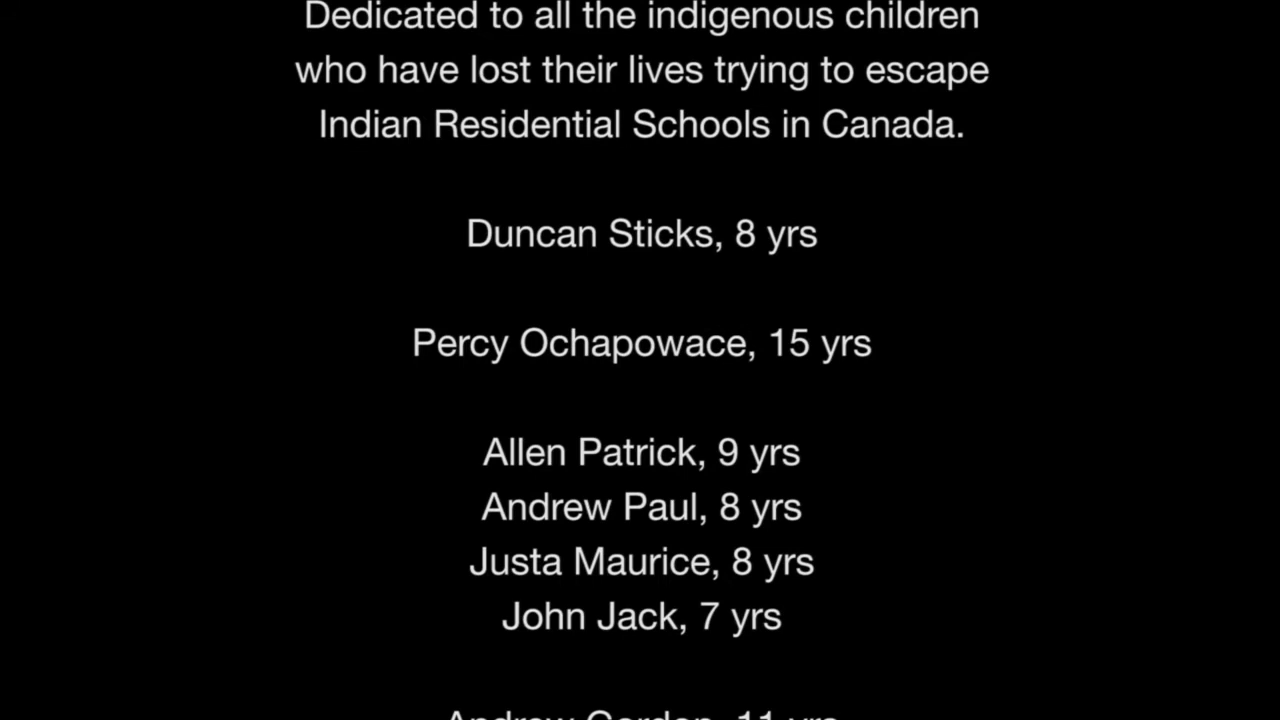 Dedicated to all the indigenous children
who have lost their lives trying to escape
Indian Residential Schools in Canada.
Duncan Sticks, 8 yrs
Percy Ochapowace, 15 yrs
Allen Patrick, 9 yrs
Andrew Paul, 8 yrs
Justa Maurice, 8 yrs
John Jack, 7 yrs
Andrew Gordon, 11 yrs